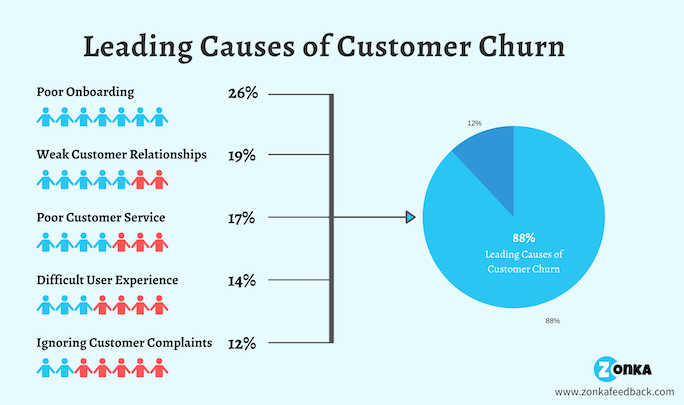 Leading Causes of Customer Churn
Poor Onboarding 26%
Weak Customer Relationships 19%
Poor Customer Service 17%
Difficult User Experience 14%
Ignoring Customer Complaints 12%
12%
88%
Leading Causes of
Customer Churn
88%
ZONKA
www.zonkafeedback.com